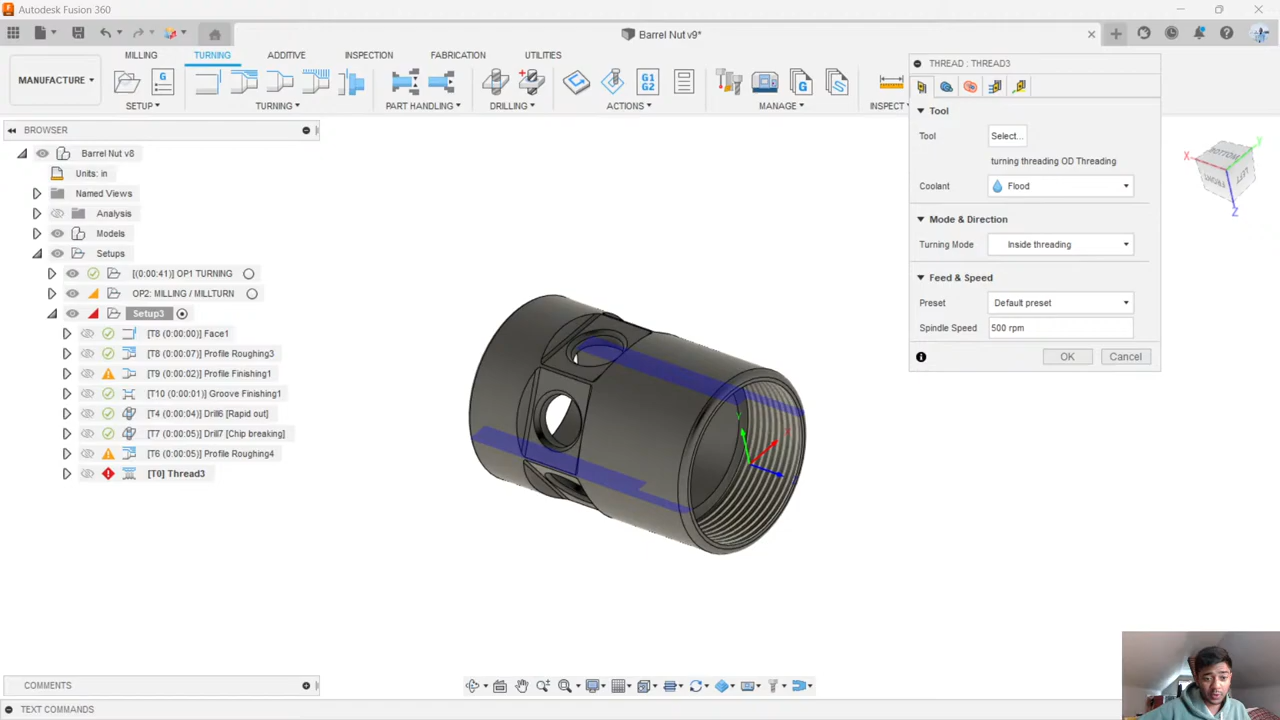 Autodesk Fusion 360
Barrel Nut v9*
MILLING
TURNING
ADDITIVE
INSPECTION
FABRICATION
UTILITIES
MANUFACTURE
G
G1
G2
G
SETUP
TURNING
PART HANDLING
DRILLING
ACTIONS
MANAGE
INSPECT
BROWSER
Barrel Nut v8
Units: in
Named Views
Analysis
Models
Setups
[(0:00:41)] OP1 TURNING
OP2: MILLING / MILLTURN
Setup3
[T8 (0:00:00)] Face1
[T8 (0:00:07)] Profile Roughing3
[T9 (0:00:02)] Profile Finishing1
[T10 (0:00:01)] Groove Finishing1
[T4 (0:00:04)] Drill6 [Rapid out]
[T7 (0:00:05)] Drill7 [Chip breaking]
[T6 (0:00:05)] Profile Roughing4
[T0] Thread3
THREAD : THREAD3
Tool
Tool
Select...
turning threading OD Threading
Coolant
Flood
Mode & Direction
Turning Mode
Inside threading
Feed & Speed
Preset
Default preset
Spindle Speed
500 rpm
OK
Cancel
X
Y
BOTTOM
FRONT
LEFT
Z
Y
COMMENTS
TEXT COMMANDS